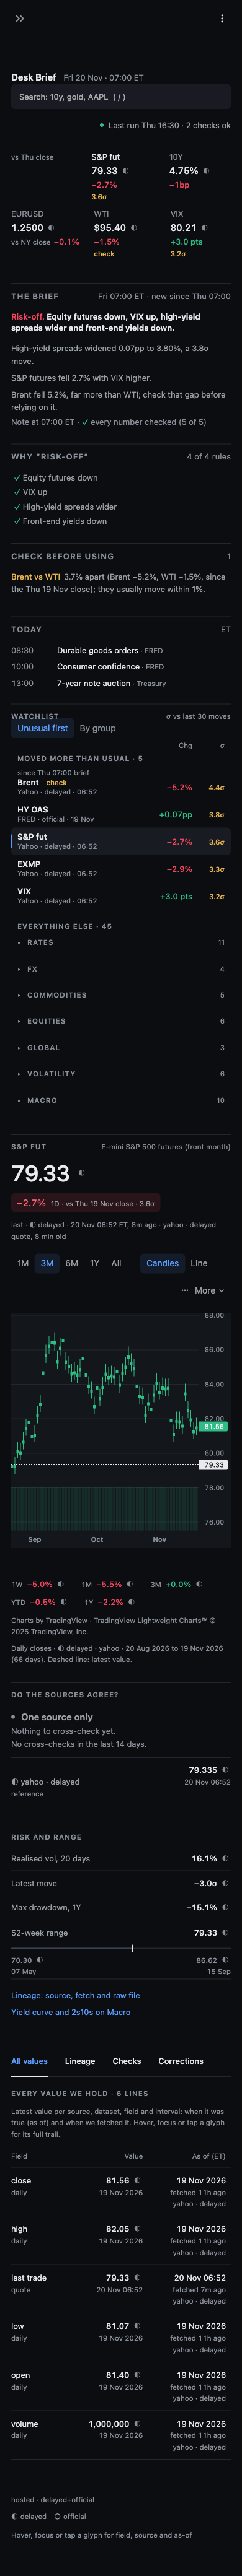 Desk Brief Fri 20 Nov · 07:00 ET
Search: 10y, gold, AAPL ( / )
Last run Thu 16:30 · 2 checks ok
vs Thu close
S&P fut
79.33
−2.7%
3.6σ
10Y
4.75%
−1bp
EURUSD
1.2500
vs NY close −0.1%
WTI
$95.40
−1.5%
check
VIX
80.21
+3.0 pts
3.2σ
THE BRIEF Fri 07:00 ET · new since Thu 07:00
Risk-off. Equity futures down, VIX up, high-yield
spreads wider and front-end yields down.
High-yield spreads widened 0.07pp to 3.80%, a 3.8σ
move.
S&P futures fell 2.7% with VIX higher.
Brent fell 5.2%, far more than WTI; check that gap before
relying on it.
Note at 07:00 ET · ✓ every number checked (5 of 5)
WHY "RISK-OFF" 4 of 4 rules
✓ Equity futures down
✓ VIX up
✓ High-yield spreads wider
✓ Front-end yields down
CHECK BEFORE USING 1
Brent vs WTI 3.7% apart (Brent −5.2%, WTI −1.5%, since
the Thu 19 Nov close); they usually move within 1%.
TODAY ET
08:30 Durable goods orders · FRED
10:00 Consumer confidence · FRED
13:00 7-year note auction · Treasury
WATCHLIST σ vs last 30 moves
Unusual first By group
Chg σ
MOVED MORE THAN USUAL · 5
since Thu 07:00 brief
Brent check
Yahoo · delayed · 06:52
−5.2% 4.4σ
HY OAS
FRED · official · 19 Nov
+0.07pp 3.8σ
S&P fut
Yahoo · delayed · 06:52
−2.7% 3.6σ
EXMP
Yahoo · delayed · 06:52
−2.9% 3.3σ
VIX
Yahoo · delayed · 06:52
+3.0 pts 3.2σ
EVERYTHING ELSE · 45
RATES 11
FX 4
COMMODITIES 5
EQUITIES 6
GLOBAL 3
VOLATILITY 6
MACRO 10
S&P FUT E-mini S&P 500 futures (front month)
79.33
−2.7% 1D · vs Thu 19 Nov close · 3.6σ
last · delayed · 20 Nov 06:52 ET, 8m ago · yahoo · delayed
quote, 8 min old
1M 3M 6M 1Y All Candles Line
··· More
88.00
86.00
84.00
82.00
81.56
80.00
79.33
78.00
76.00
Sep Oct Nov
1W −5.0% 1M −5.5% 3M +0.0%
YTD −0.5% 1Y −2.2%
Charts by TradingView · TradingView Lightweight Charts™ ©
2025 TradingView, Inc.
Daily closes · delayed · yahoo · 20 Aug 2026 to 19 Nov 2026
(66 days). Dashed line: latest value.
DO THE SOURCES AGREE?
One source only
Nothing to cross-check yet.
No cross-checks in the last 14 days.
79.335
yahoo · delayed 20 Nov 06:52
reference
RISK AND RANGE
Realised vol, 20 days 16.1%
Latest move −3.0σ
Max drawdown, 1Y −15.1%
52-week range 79.33
70.30 86.62
07 May 15 Sep
Lineage: source, fetch and raw file
Yield curve and 2s10s on Macro
All values Lineage Checks Corrections
EVERY VALUE WE HOLD · 6 LINES
Latest value per source, dataset, field and interval: when it was
true (as of) and when we fetched it. Hover, focus or tap a glyph
for its full trail.
Field Value As of (ET)
close 81.56 19 Nov 2026
daily 19 Nov 2026 fetched 11h ago
yahoo · delayed
high 82.05 19 Nov 2026
daily 19 Nov 2026 fetched 11h ago
yahoo · delayed
last trade 79.33 20 Nov 06:52
quote 20 Nov 06:52 fetched 7m ago
yahoo · delayed
low 81.07 19 Nov 2026
daily 19 Nov 2026 fetched 11h ago
yahoo · delayed
open 81.40 19 Nov 2026
daily 19 Nov 2026 fetched 11h ago
yahoo · delayed
volume 1,000,000 19 Nov 2026
daily 19 Nov 2026 fetched 11h ago
yahoo · delayed
hosted · delayed+official
delayed official
Hover, focus or tap a glyph for field, source and as-of